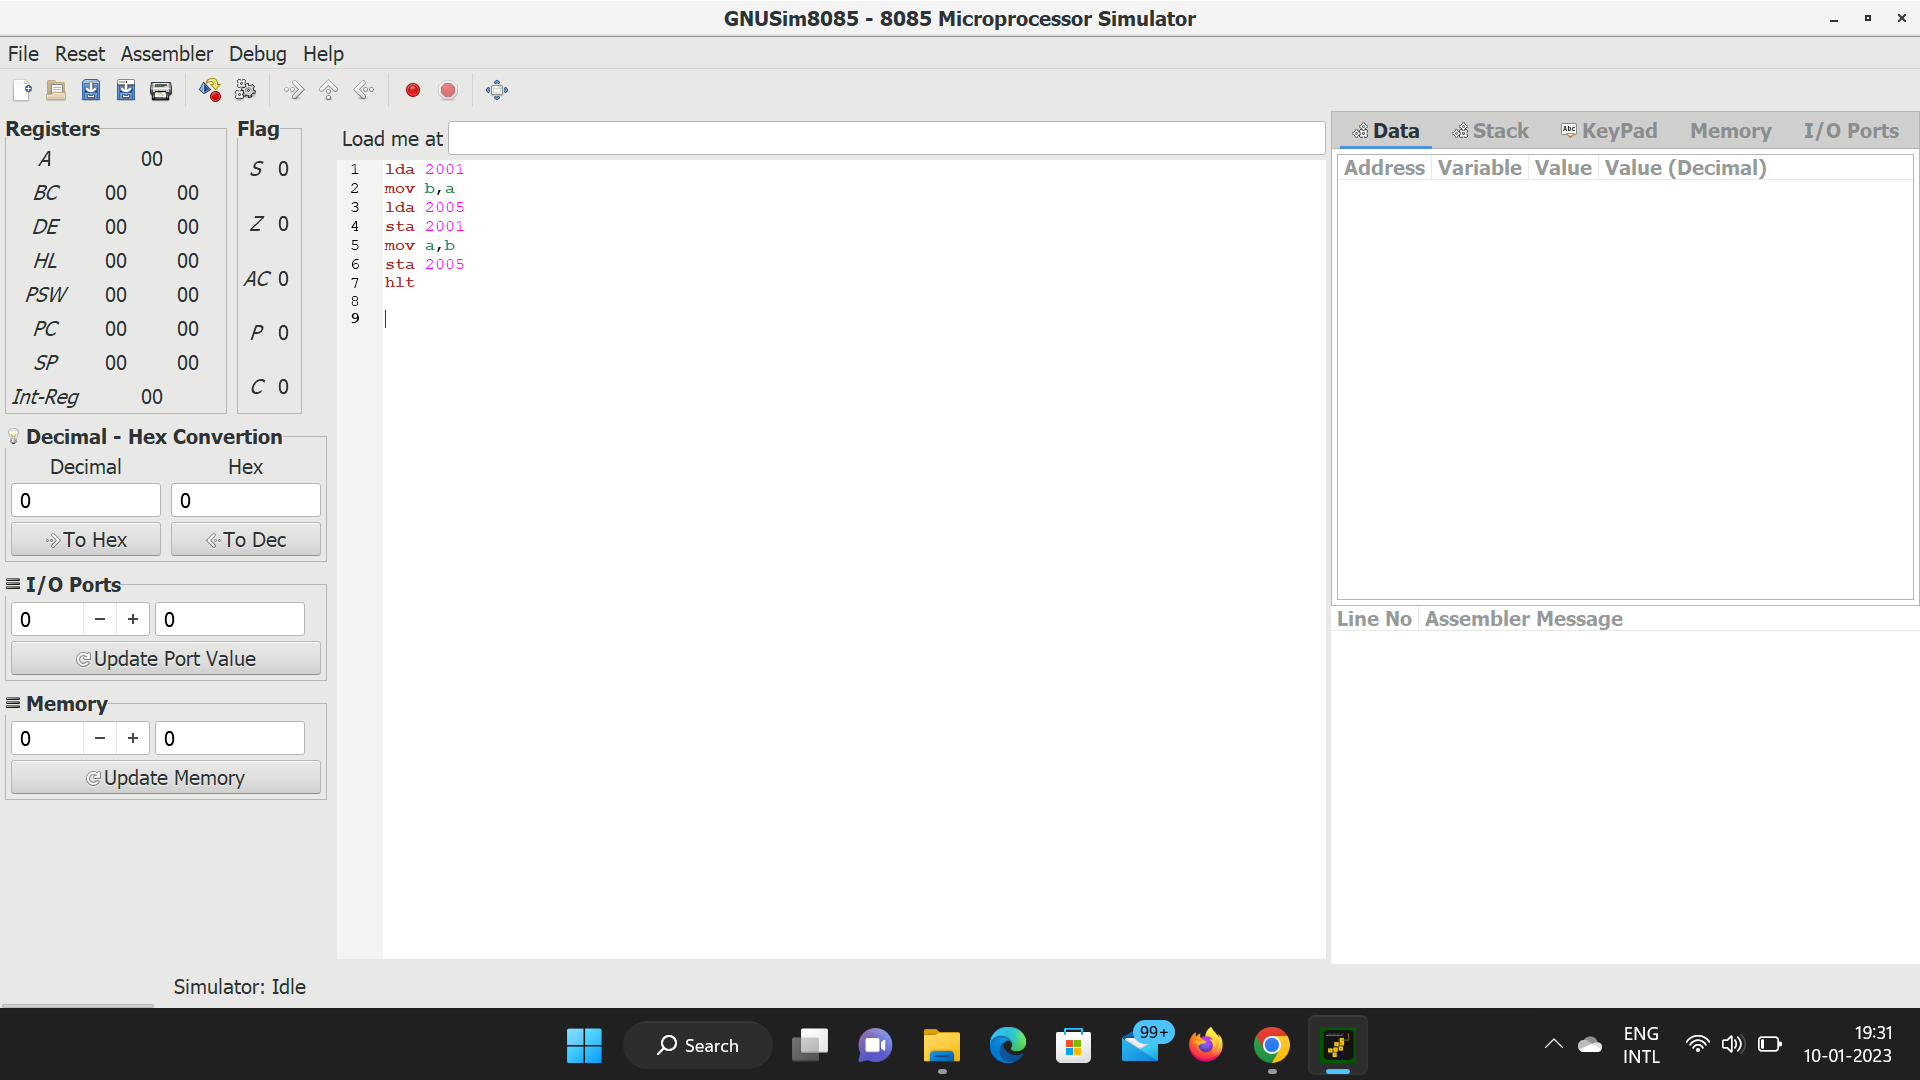 GNUSim8085 - 8085 Microprocessor Simulator
File Reset Assembler Debug Help
Registers
A 00
BC 00 00
DE 00 00
HL 00 00
PSW 00 00
PC 00 00
SP 00 00
Int-Reg 00
Flag
S 0
Z 0
AC 0
P 0
C 0
Decimal - Hex Convertion
Decimal Hex
0 0
To Hex To Dec
I/O Ports
0 − + 0
Update Port Value
Memory
0 − + 0
Update Memory
Load me at
1 lda 2001
2 mov b,a
3 lda 2005
4 sta 2001
5 mov a,b
6 sta 2005
7 hlt
8
9
Data Stack Abc KeyPad Memory I/O Ports
Address Variable Value Value (Decimal)
Line No Assembler Message
Simulator: Idle
Search
99+
ENG
INTL
19:31
10-01-2023